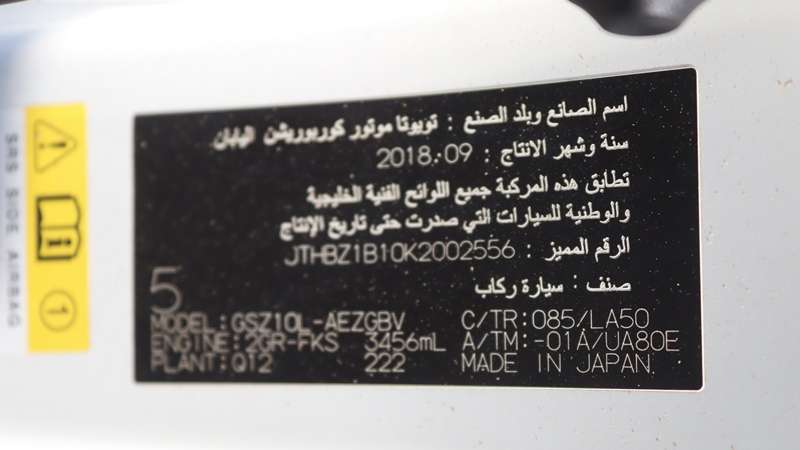 اسم الصانع وبلد الصنع : تويوتا موتور كوربوريشن اليابان
سنة وشهر الانتاج : 2018.09
تطابق هذه المركبة جميع اللوائح الفنية الخليجية
والوطنية للسيارات التي صدرت حتى تاريخ الإنتاج
الرقم المميز : JTHBZ1B10K2002556
صنف : سيارة ركاب
5
MODEL:GSZ10L-AEZGBV C/TR:085/LA50
ENGINE:2GR-FKS 3456mL A/TM:-01A/UA80E
PLANT:Q12 222 MADE IN JAPAN
SRS SIDE AIRBAG
1